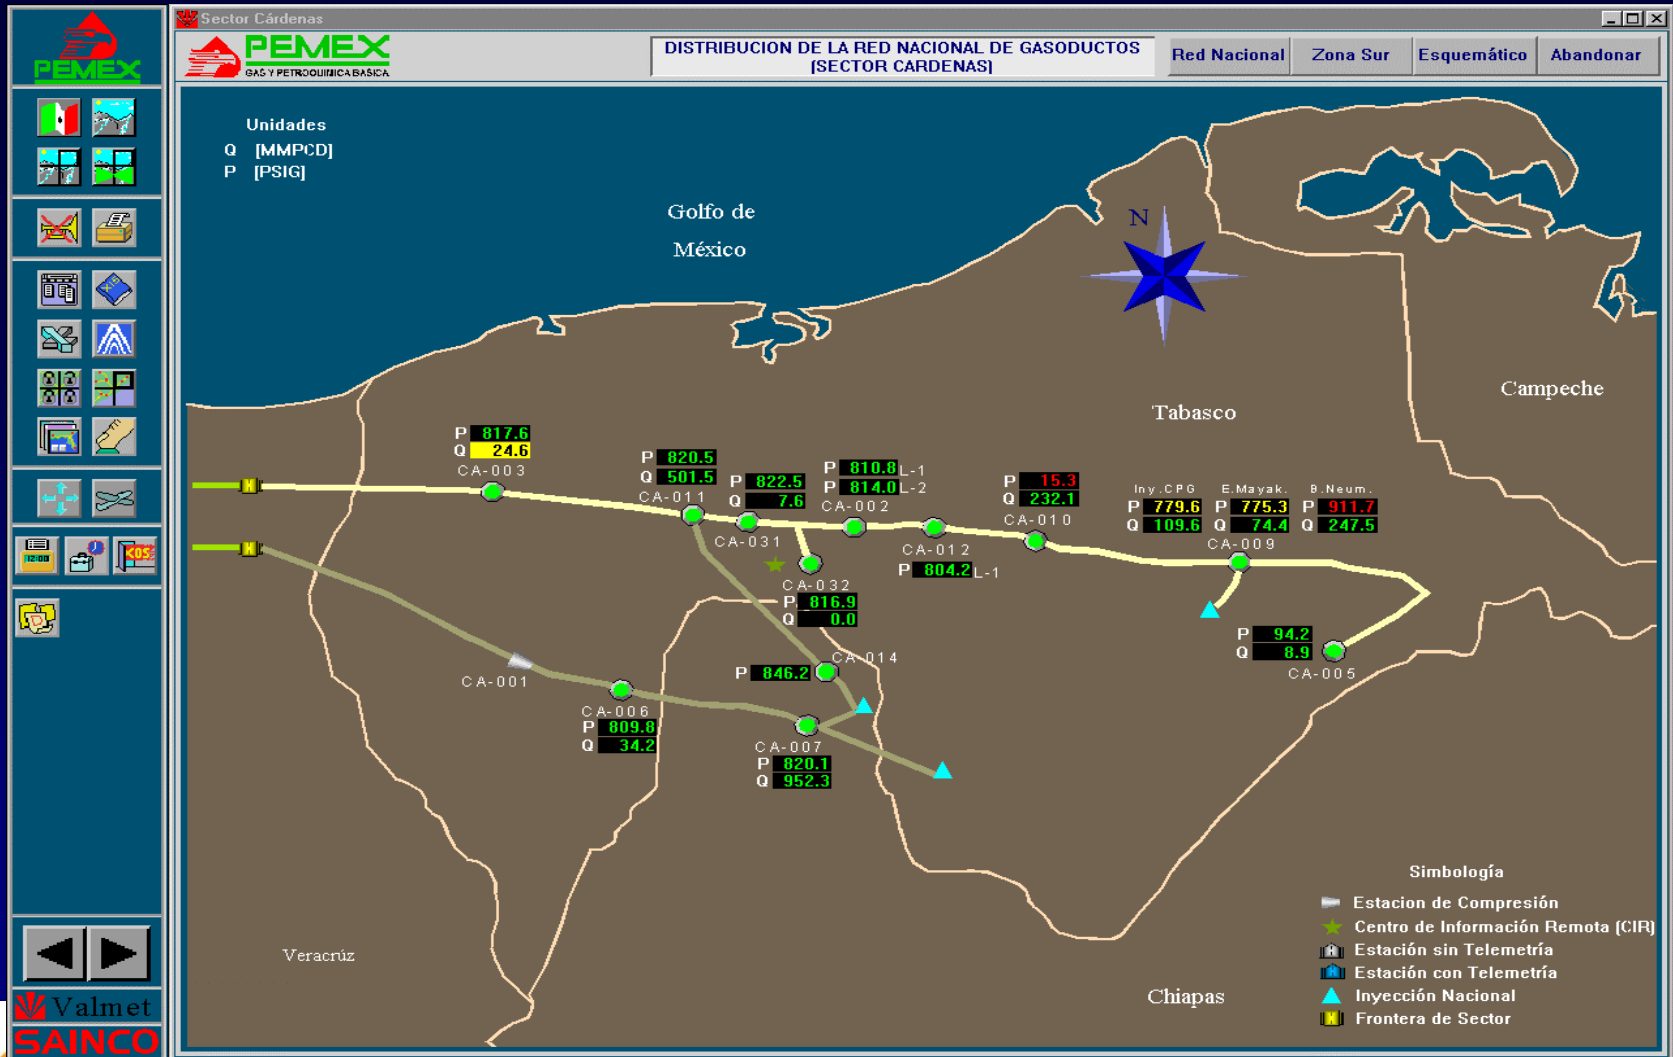 Sector Cárdenas
PEMEX
PEMEX
GAS Y PETROQUIMICA BASICA
DISTRIBUCION DE LA RED NACIONAL DE GASODUCTOS
[SECTOR CARDENAS]
Red Nacional
Zona Sur
Esquemático
Abandonar
Unidades
Q [MMPCD]
P [PSIG]
Golfo de
México
N
Campeche
Tabasco
P 817.6
Q 24.6
CA-003
P 820.5
Q 501.5
CA-011
P 822.5
Q 7.6
CA-031
P 810.8 L-1
P 814.0 L-2
CA-002
CA-012
P 804.2 L-1
P 15.3
Q 232.1
CA-010
Iny.CPG E.Mayak. B.Neum.
P 779.6 P 775.3 P 911.7
Q 109.6 Q 74.4 Q 247.5
CA-009
CA-032
P 816.9
Q 0.0
P 94.2
Q 8.9
CA-005
CA-014
P 846.2
CA-001
CA-006
P 809.8
Q 34.2
CA-007
P 820.1
Q 952.3
Veracrúz
Chiapas
Simbología
Estacion de Compresión
Centro de Información Remota (CIR)
Estación sin Telemetría
Estación con Telemetría
Inyección Nacional
Frontera de Sector
12:00
KOS
Valmet
SAINCO